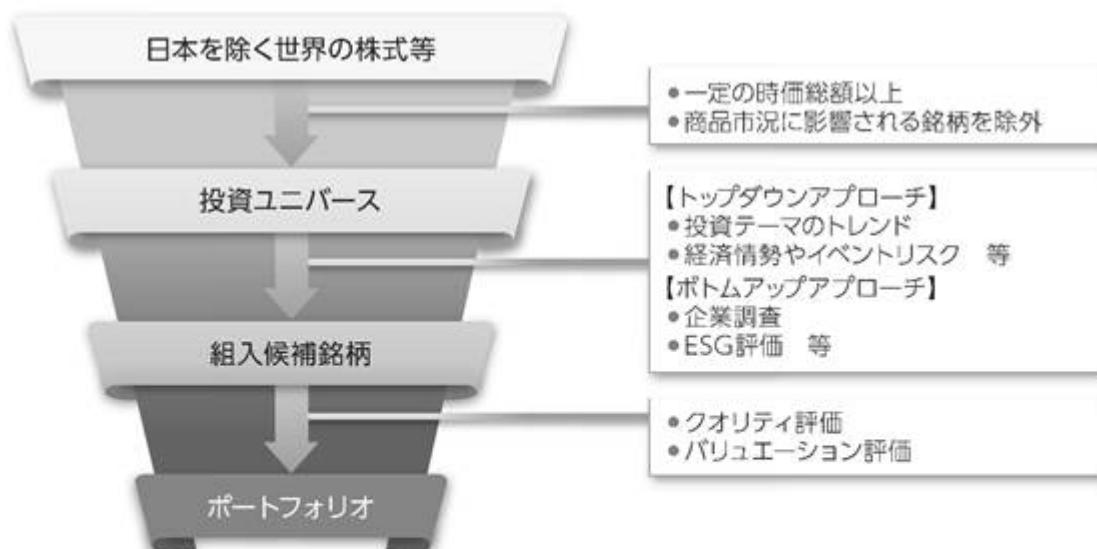 日本を除く世界の株式等
●一定の時価総額以上
●商品市況に影響される銘柄を除外
投資ユニバース
【トップダウンアプローチ】
●投資テーマのトレンド
●経済情勢やイベントリスク　等
【ボトムアップアプローチ】
●企業調査
●ESG評価　等
組入候補銘柄
●クオリティ評価
●バリュエーション評価
ポートフォリオ